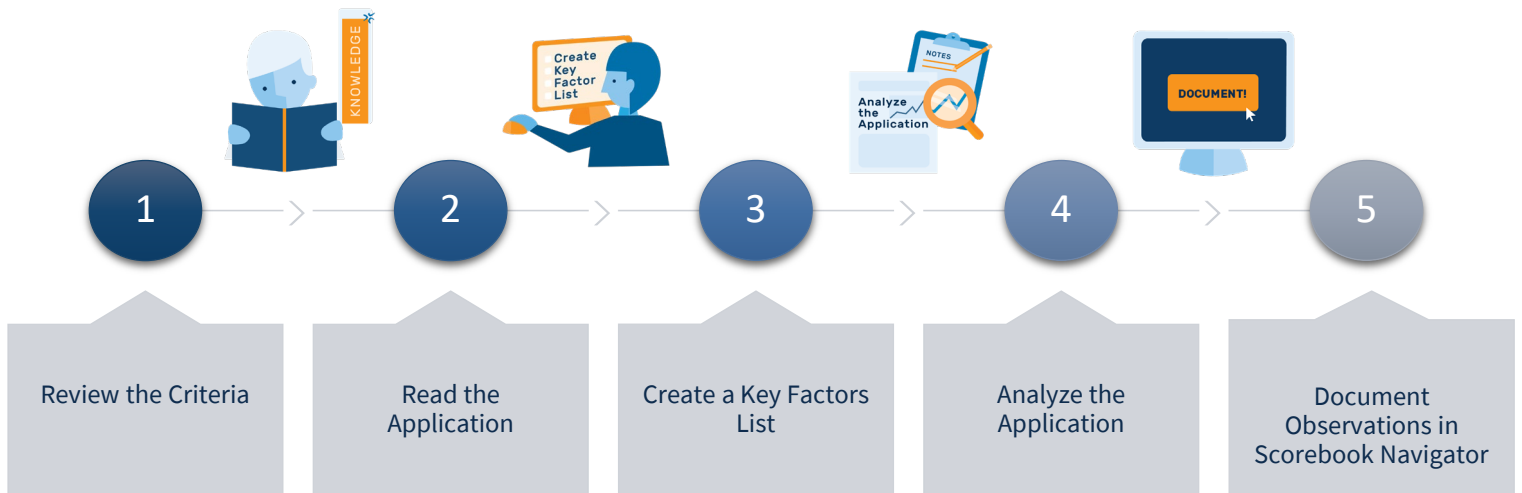 KNOWLEDGE
Create
Key
Factor
List
NOTES
Analyze
the
Application
DOCUMENT!
1
2
3
4
5
Review the Criteria
Read the
Application
Create a Key Factors
List
Analyze the
Application
Document
Observations in
Scorebook Navigator